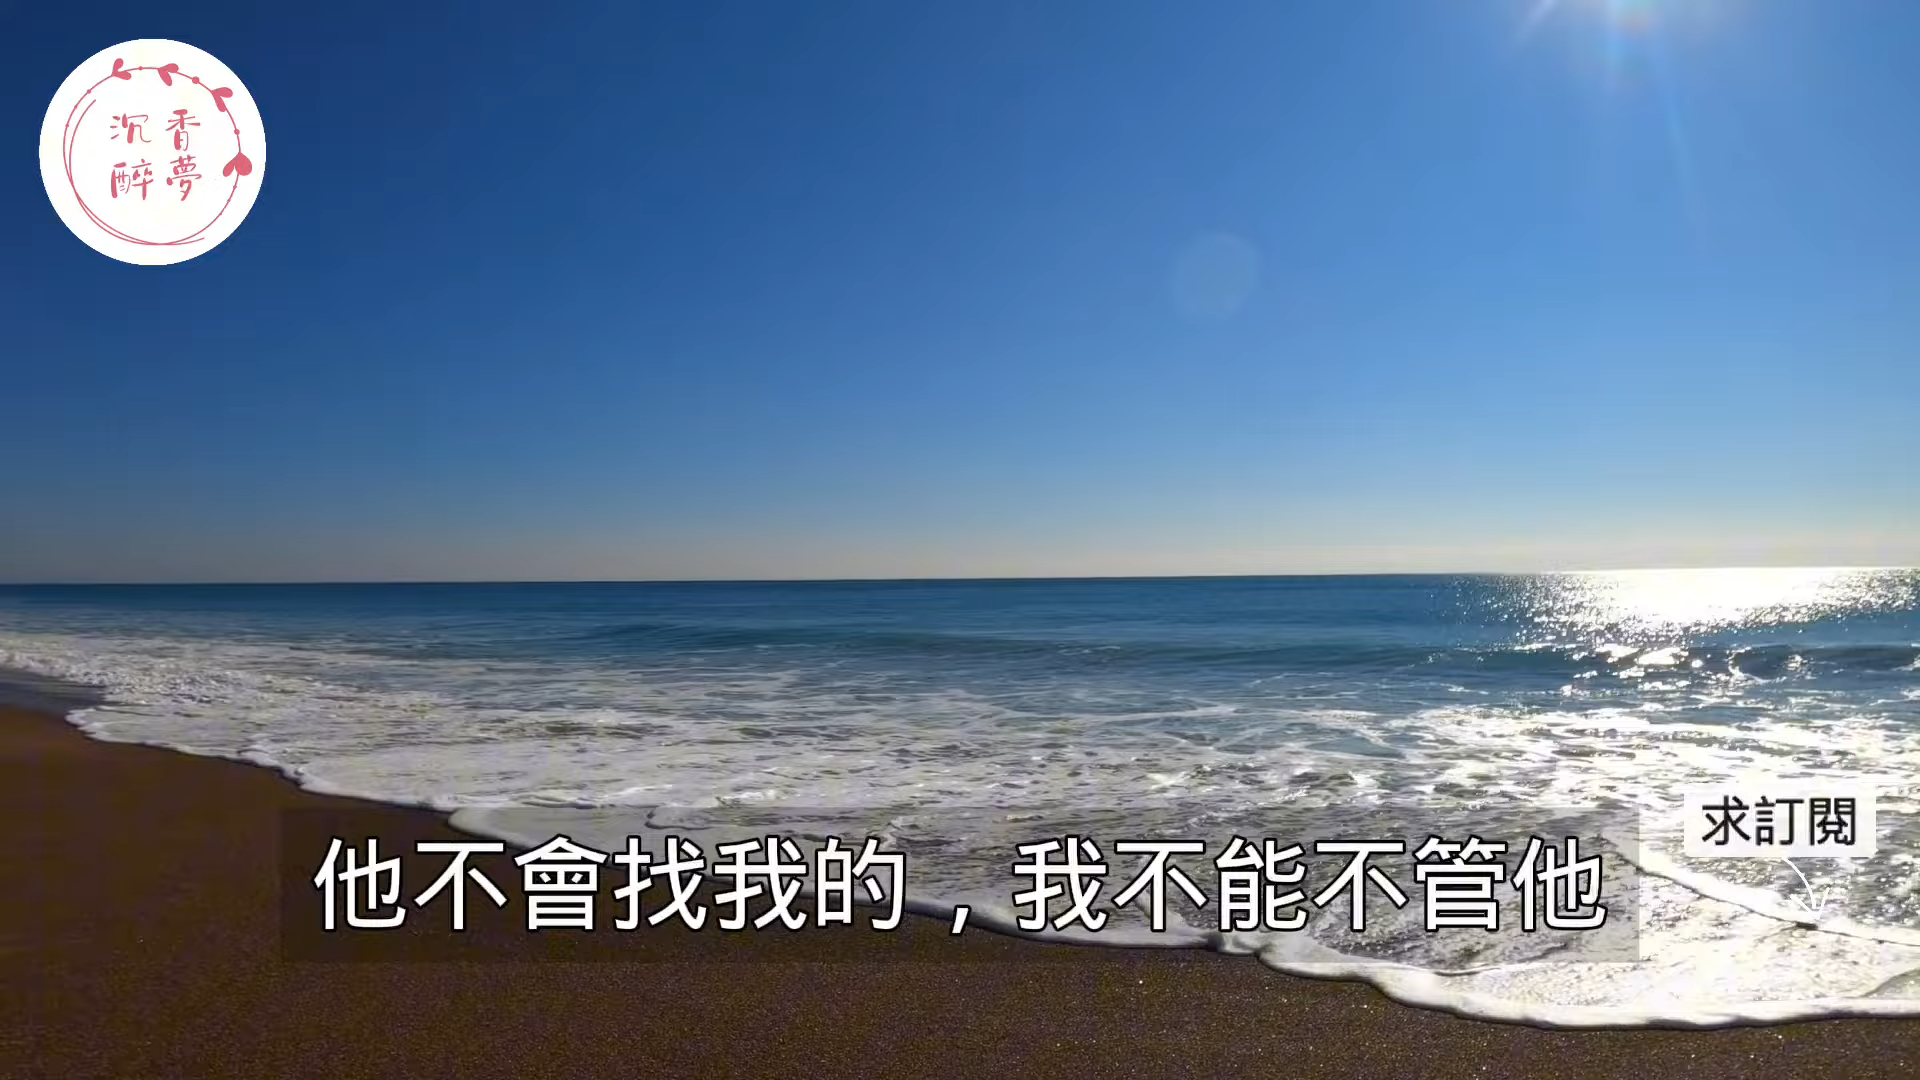 沉香
醉夢
求訂閱
他不會找我的，我不能不管他